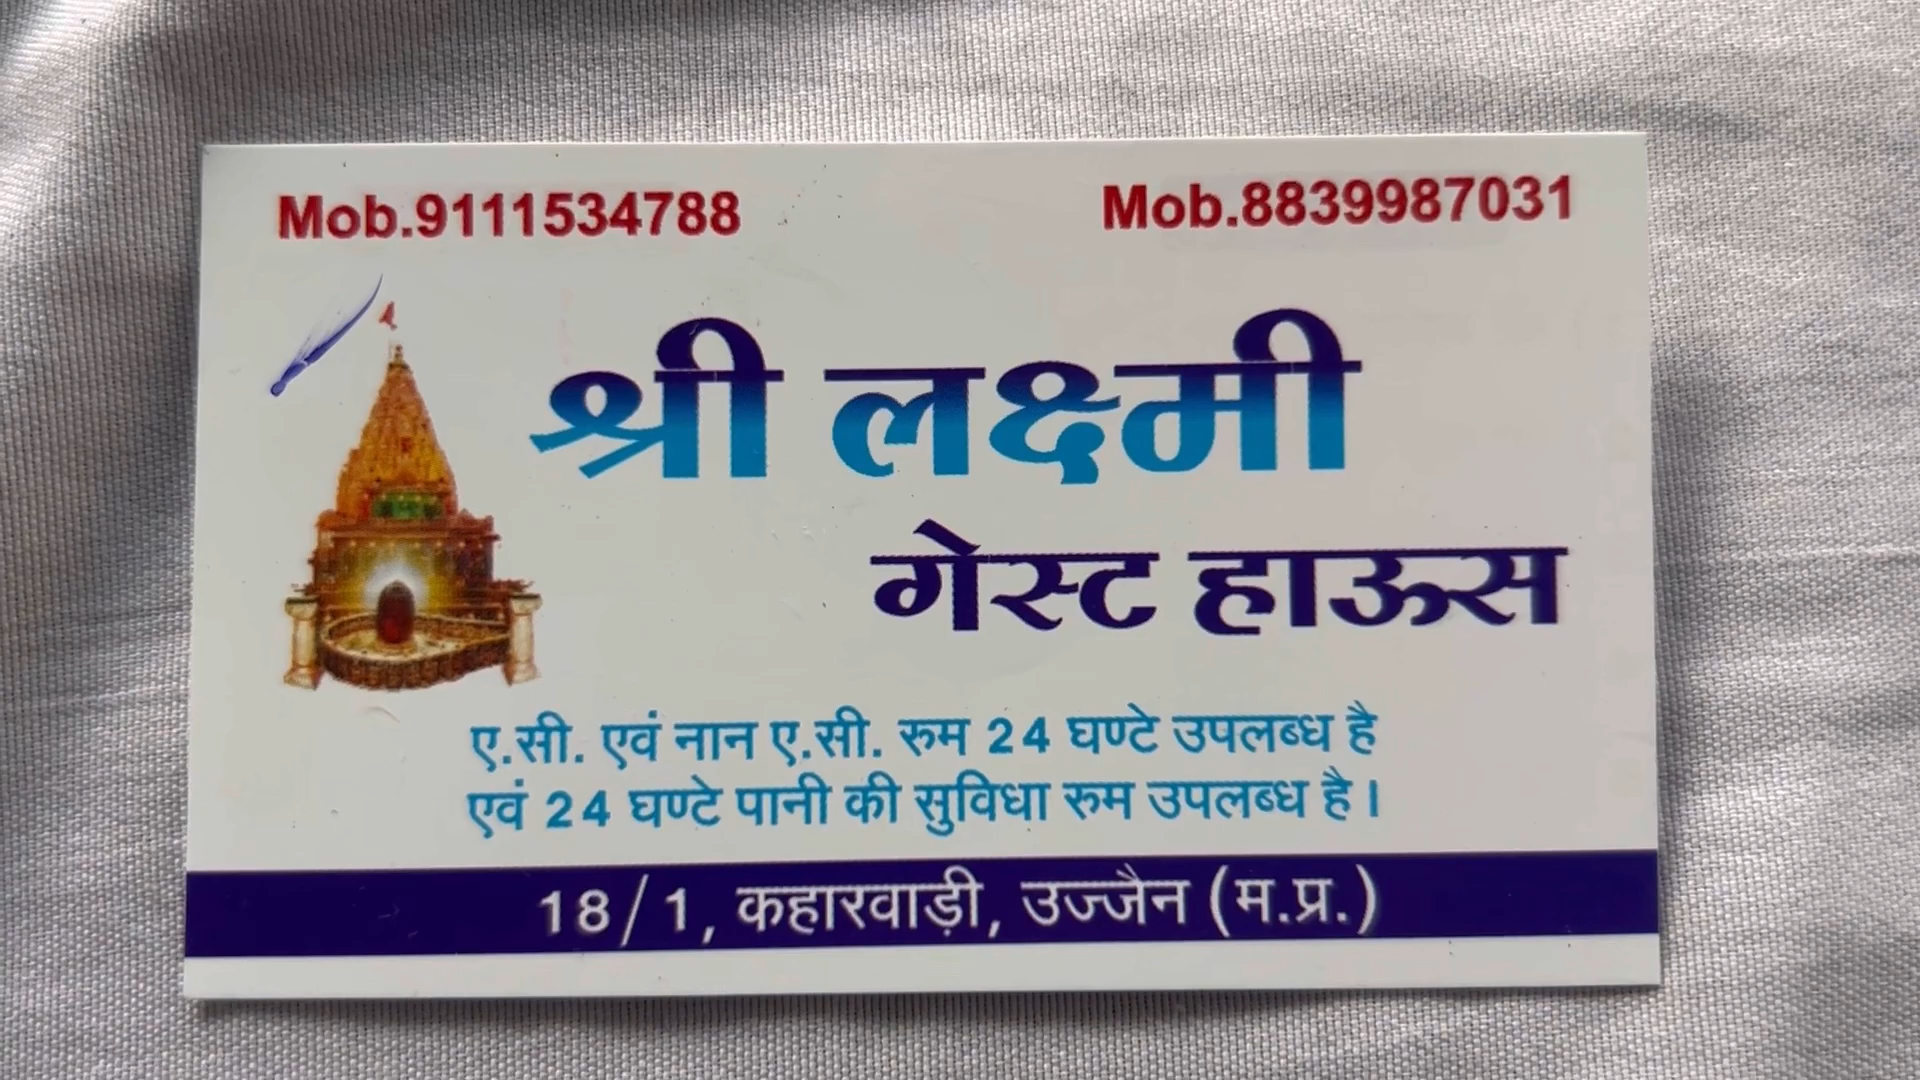 Mob.9111534788 Mob.8839987031
श्री लक्ष्मी
गेस्ट हाऊस
ए.सी. एवं नान ए.सी. रुम 24 घण्टे उपलब्ध है
एवं 24 घण्टे पानी की सुविधा रुम उपलब्ध है।
18/1, कहारवाड़ी, उज्जैन (म.प्र.)